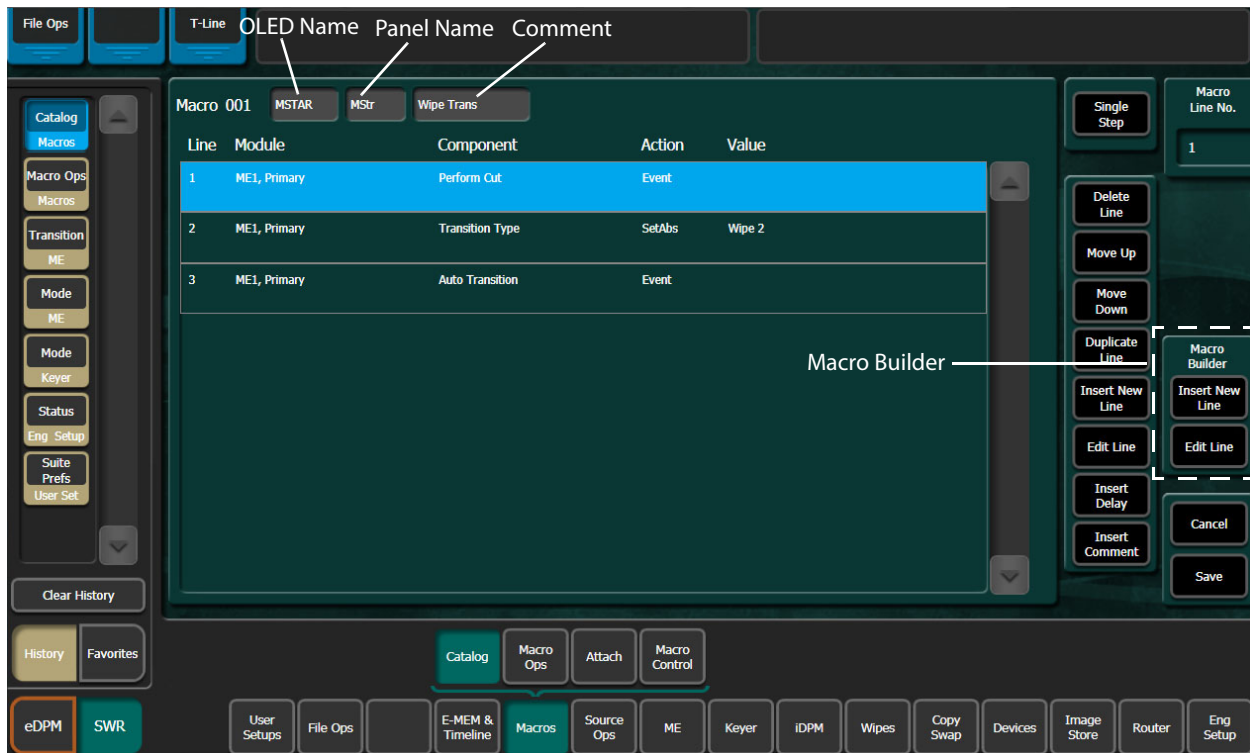 File Ops
T-Line
OLED Name
Panel Name
Comment
Catalog
Macros
Macro Ops
Macros
Transition
ME
Mode
ME
Mode
Keyer
Status
Eng Setup
Suite
Prefs
User Set
Clear History
History
Favorites
Macro 001
MSTAR
MStr
Wipe Trans
Line Module Component Action Value
1 ME1, Primary Perform Cut Event
2 ME1, Primary Transition Type SetAbs Wipe 2
3 ME1, Primary Auto Transition Event
Macro Builder
Single
Step
Macro
Line No.
1
Delete
Line
Move Up
Move
Down
Duplicate
Line
Insert New
Line
Edit Line
Insert
Delay
Insert
Comment
Macro
Builder
Insert New
Line
Edit Line
Cancel
Save
Catalog
Macro
Ops
Attach
Macro
Control
eDPM
SWR
User
Setups
File Ops
E-MEM &
Timeline
Macros
Source
Ops
ME
Keyer
iDPM
Wipes
Copy
Swap
Devices
Image
Store
Router
Eng
Setup